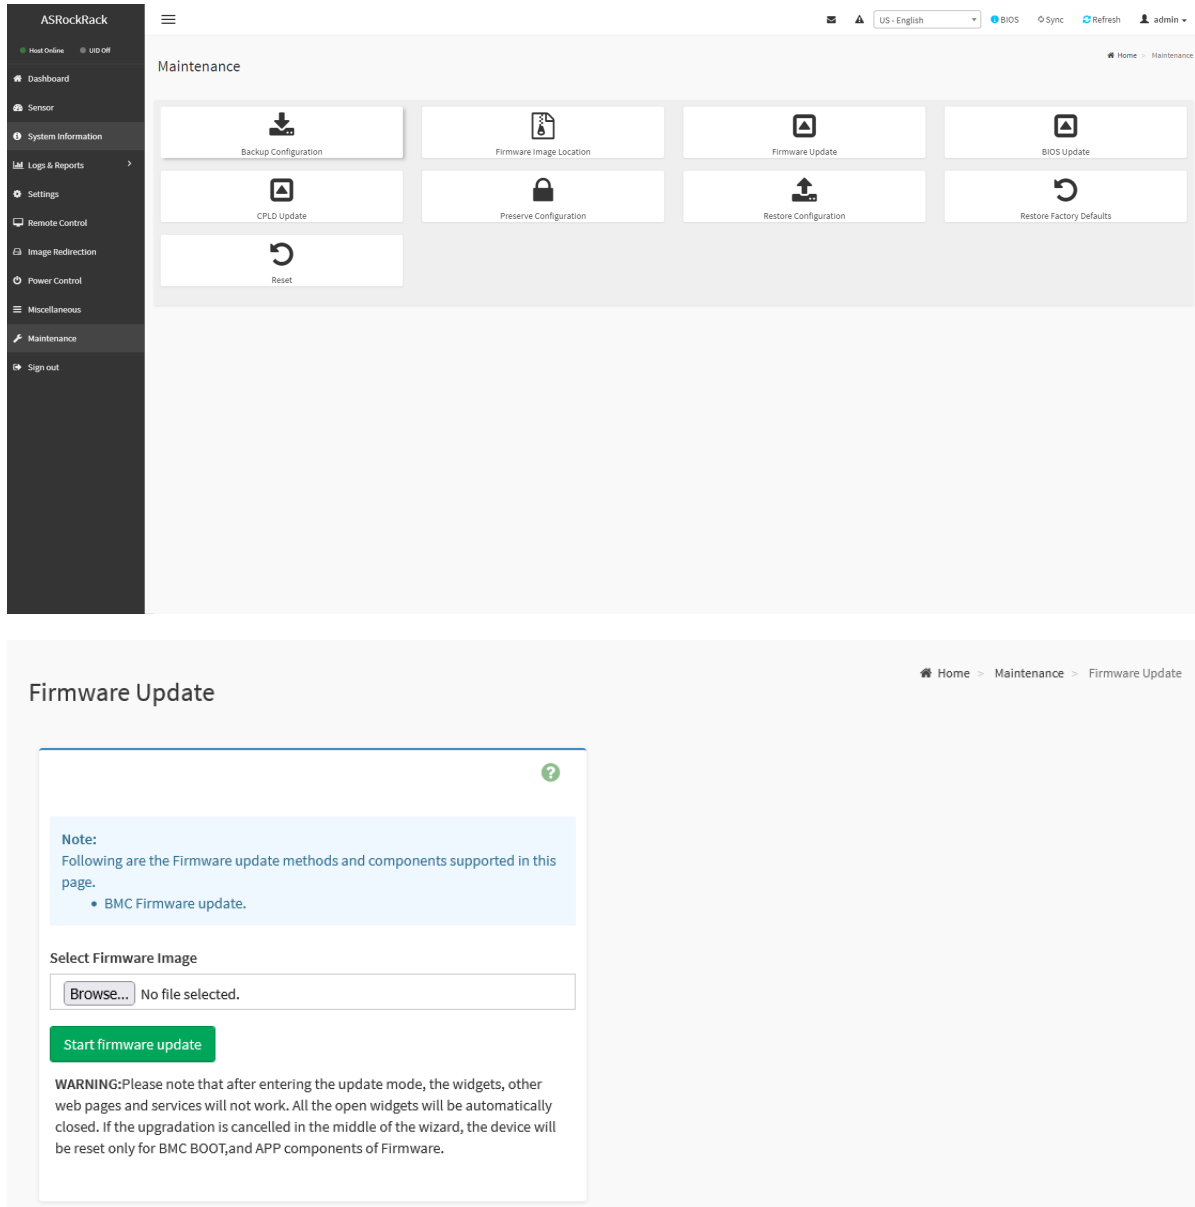 ASRockRack
US - English
BIOS
Sync
Refresh
admin
Host Online
UID Off
Home > Maintenance
Maintenance
Dashboard
Sensor
System Information
Logs & Reports
Settings
Remote Control
Image Redirection
Power Control
Miscellaneous
Maintenance
Sign out
Backup Configuration
Firmware Image Location
Firmware Update
BIOS Update
CPLD Update
Preserve Configuration
Restore Configuration
Restore Factory Defaults
Reset
Home > Maintenance > Firmware Update
Firmware Update
Note:
Following are the Firmware update methods and components supported in this
page.
• BMC Firmware update.
Select Firmware Image
Browse... No file selected.
Start firmware update
WARNING:Please note that after entering the update mode, the widgets, other
web pages and services will not work. All the open widgets will be automatically
closed. If the upgradation is cancelled in the middle of the wizard, the device will
be reset only for BMC BOOT,and APP components of Firmware.